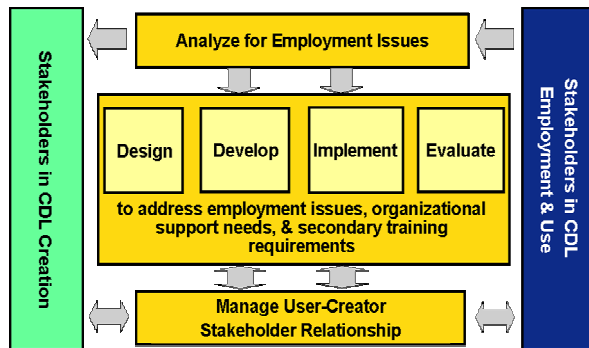 Stakeholders in CDL Creation
Analyze for Employment Issues
Design
Develop
Implement
Evaluate
to address employment issues, organizational
support needs, & secondary training
requirements
Manage User-Creator
Stakeholder Relationship
Stakeholders in CDL
Employment & Use